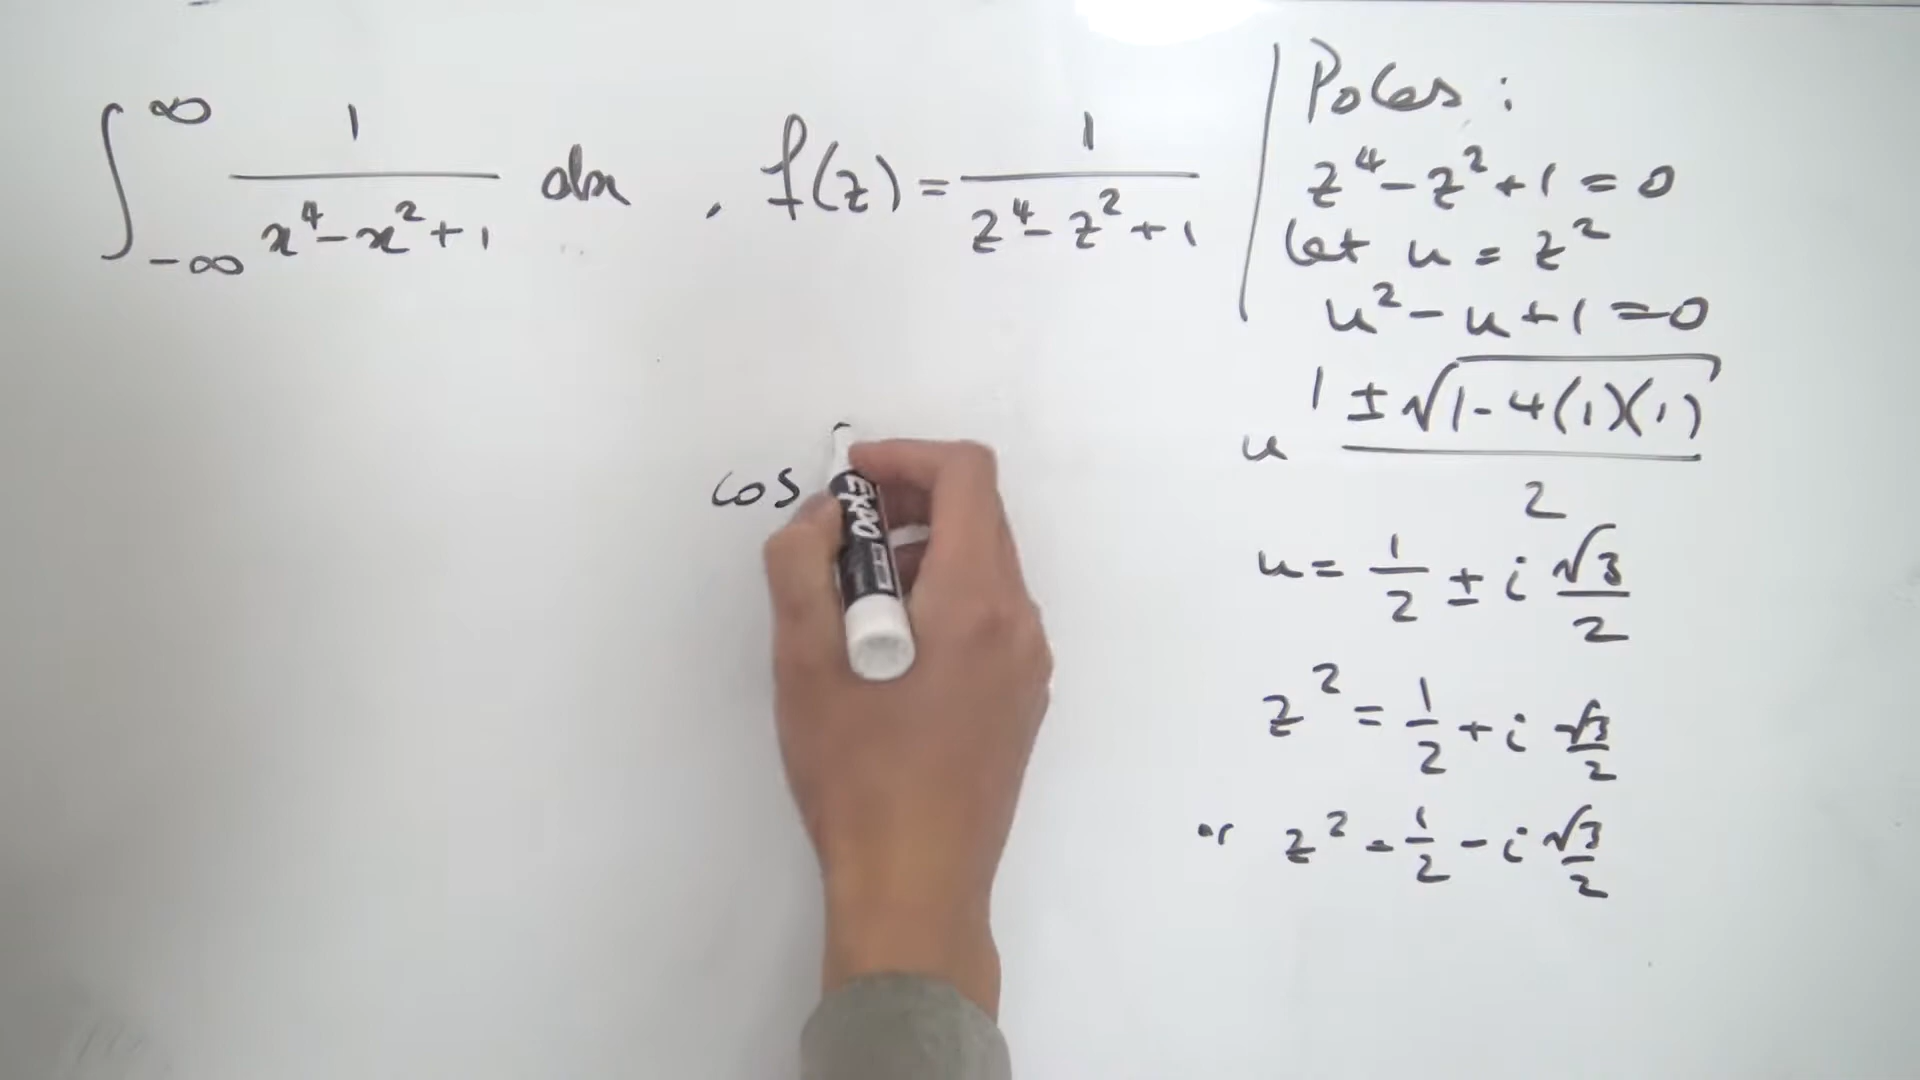 ∫_{-∞}^{∞} 1/(x⁴-x²+1) dx , f(z) = 1/(z⁴-z²+1)
Poles :
z⁴-z²+1=0
let u = z²
u²-u+1=0
u (1±√(1-4(1)(1)))/2
u = 1/2 ± i √3/2
z² = 1/2 + i √3/2
or z² = 1/2 - i √3/2
cos
EXPO